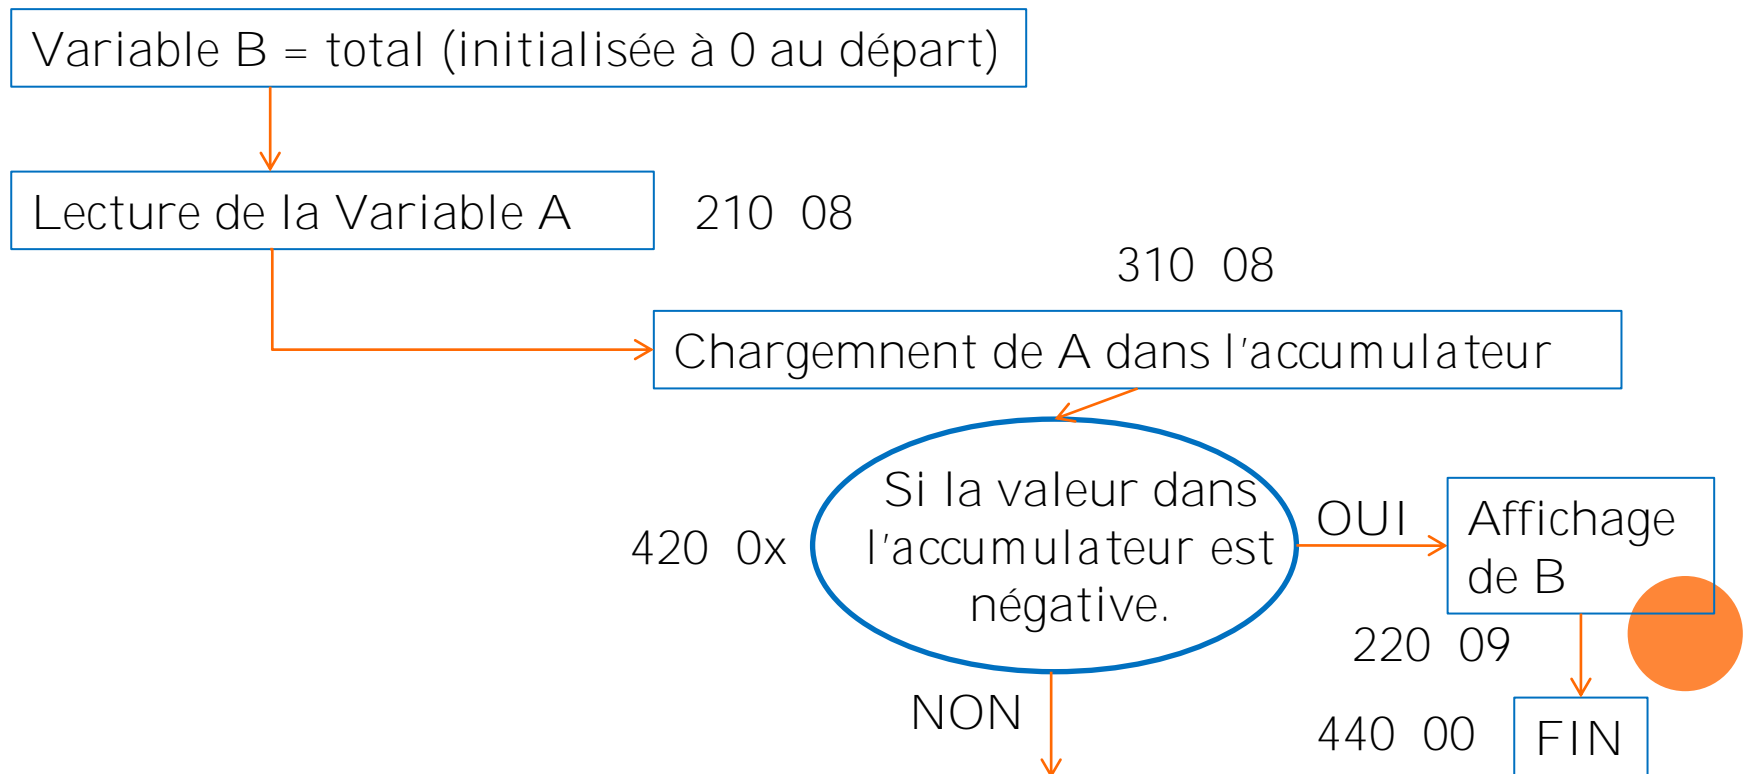 Variable B = total (initialisée à 0 au départ)
Lecture de la Variable A
210 08
310 08
Chargemnent de A dans l'accumulateur
Si la valeur dans
l'accumulateur est
négative.
420 0x
OUI
Affichage
de B
220 09
NON
440 00
FIN